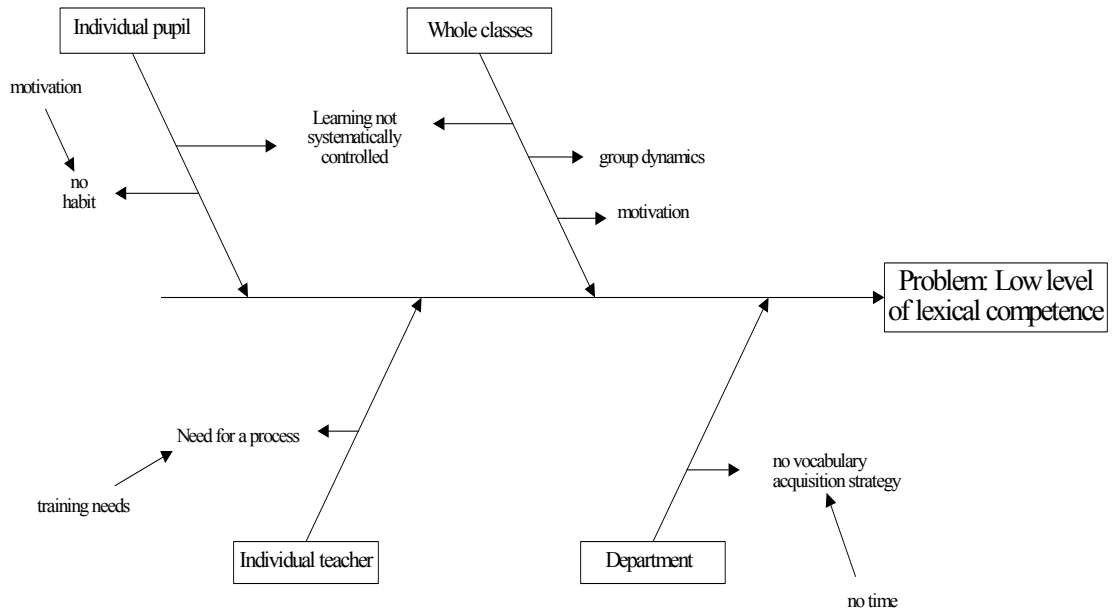 Individual pupil
Whole classes
motivation
Learning not
systematically
controlled
group dynamics
no
habit
motivation
Problem: Low level
of lexical competence
Need for a process
no vocabulary
acquisition strategy
training needs
Individual teacher
Department
no time